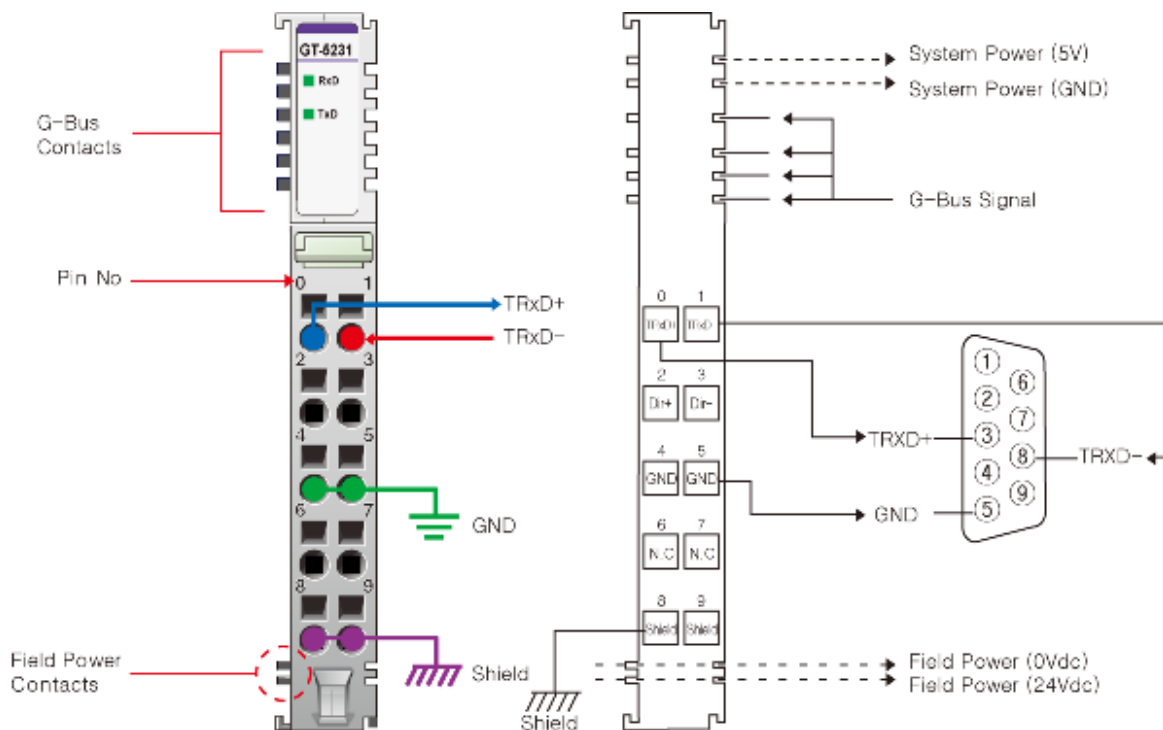 GT-5231
RxD
TxD
G-Bus
Contacts
Pin No
0 1
TRxD+
TRxD-
2 3
4 5
GND
6 7
8 9
Shield
Field Power
Contacts
System Power (5V)
System Power (GND)
G-Bus Signal
0 1
TRxD+ TRxD-
2 3
Dir+ Dir-
4 5
GND GND
6 7
N.C N.C
8 9
Shield Shield
Shield
TRXD+
GND
TRXD-
1
2
3
4
5
6
7
8
9
Field Power (0Vdc)
Field Power (24Vdc)